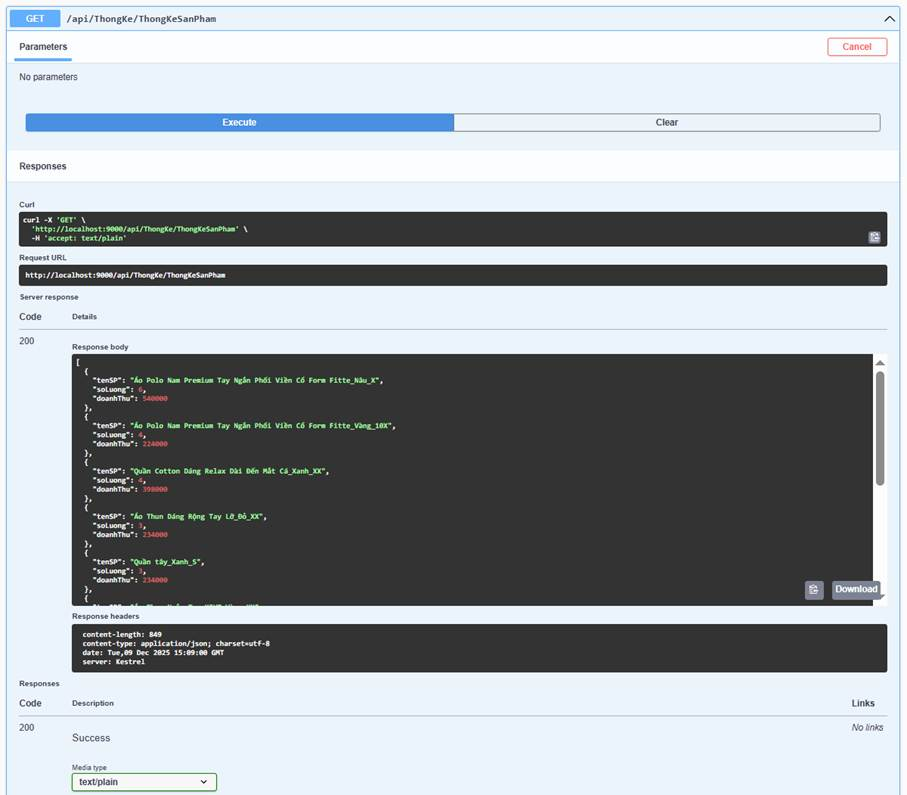 GET /api/ThongKe/ThongKeSanPham
Parameters
Cancel
No parameters
Execute
Clear
Responses
Curl
curl -X 'GET' \
'http://localhost:9000/api/ThongKe/ThongKeSanPham' \
-H 'accept: text/plain'
Request URL
http://localhost:9000/api/ThongKe/ThongKeSanPham
Server response
Code Details
200
Response body
[
{
"tenSP": "Áo Polo Nam Premium Tay Ngắn Phối Viền Cổ Form Fitte_Nâu_X",
"soLuong": 6,
"doanhThu": 540000
},
{
"tenSP": "Áo Polo Nam Premium Tay Ngắn Phối Viền Cổ Form Fitte_Vàng_10X",
"soLuong": 4,
"doanhThu": 224000
},
{
"tenSP": "Quần Cotton Dáng Relax Dài Đến Mắt Cá_Xanh_XX",
"soLuong": 4,
"doanhThu": 398000
},
{
"tenSP": "Áo Thun Dáng Rộng Tay Lỡ_Đỏ_XX",
"soLuong": 3,
"doanhThu": 234000
},
{
"tenSP": "Quần tây_Xanh_S",
"soLuong": 3,
"doanhThu": 234000
},
{
Download
Response headers
content-length: 849
content-type: application/json; charset=utf-8
date: Tue,09 Dec 2025 15:09:00 GMT
server: Kestrel
Responses
Code Description Links
200
Success
No links
Media type
text/plain